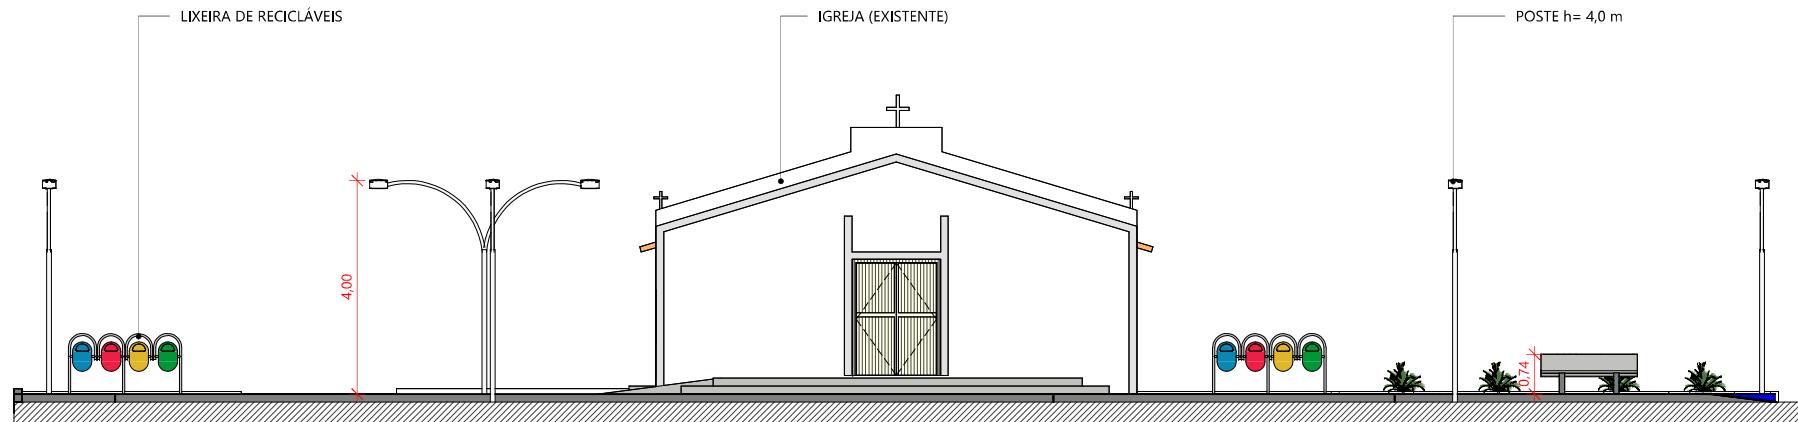 LIXEIRA DE RECICLÁVEIS
IGREJA (EXISTENTE)
POSTE h= 4,0 m
4,00
0,74